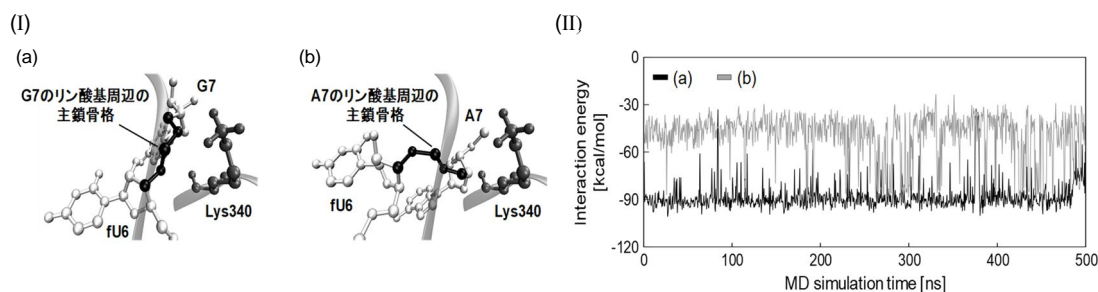 (I)
(a)
G7のリン酸基周辺の
主鎖骨格
G7
fU6
Lys340
(b)
A7のリン酸基周辺の
主鎖骨格
A7
fU6
Lys340
(II)
Interaction energy
[kcal/mol]
0
-30
-60
-90
-120
(a) (b)
0 100 200 300 400 500
MD simulation time [ns]